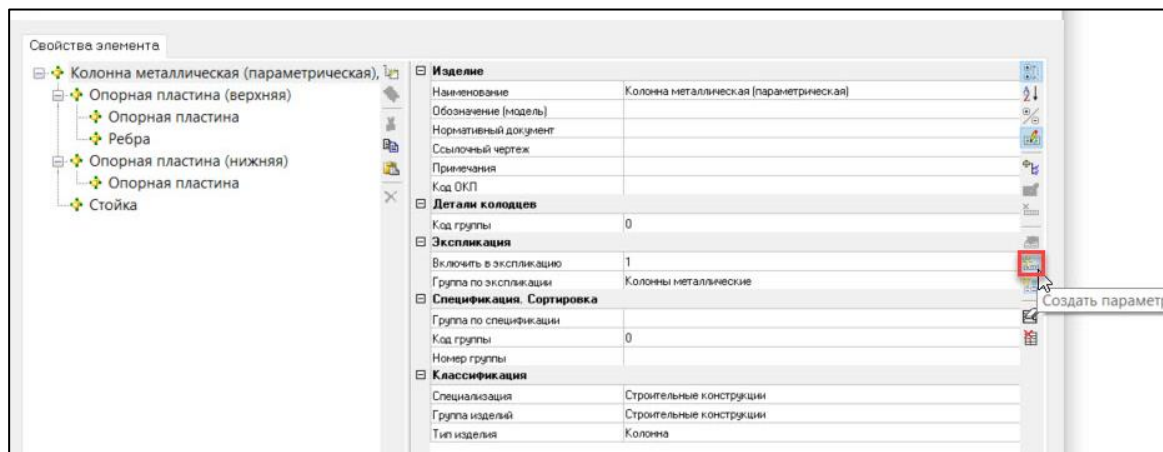 Свойства элемента
Колонна металлическая (параметрическая),
Опорная пластина (верхняя)
Опорная пластина
Ребра
Опорная пластина (нижняя)
Опорная пластина
Стойка
Изделие
Наименование Колонна металлическая (параметрическая)
Обозначение (модель)
Нормативный документ
Ссылочный чертеж
Примечания
Код ОКП
Детали колодцев
Код группы 0
Экспликация
Включить в экспликацию 1
Группа по экспликации Колонны металлические
Создать парамет
Спецификация. Сортировка
Группа по спецификации
Код группы 0
Номер группы
Классификация
Специализация Строительные конструкции
Группа изделий Строительные конструкции
Тип изделия Колонна